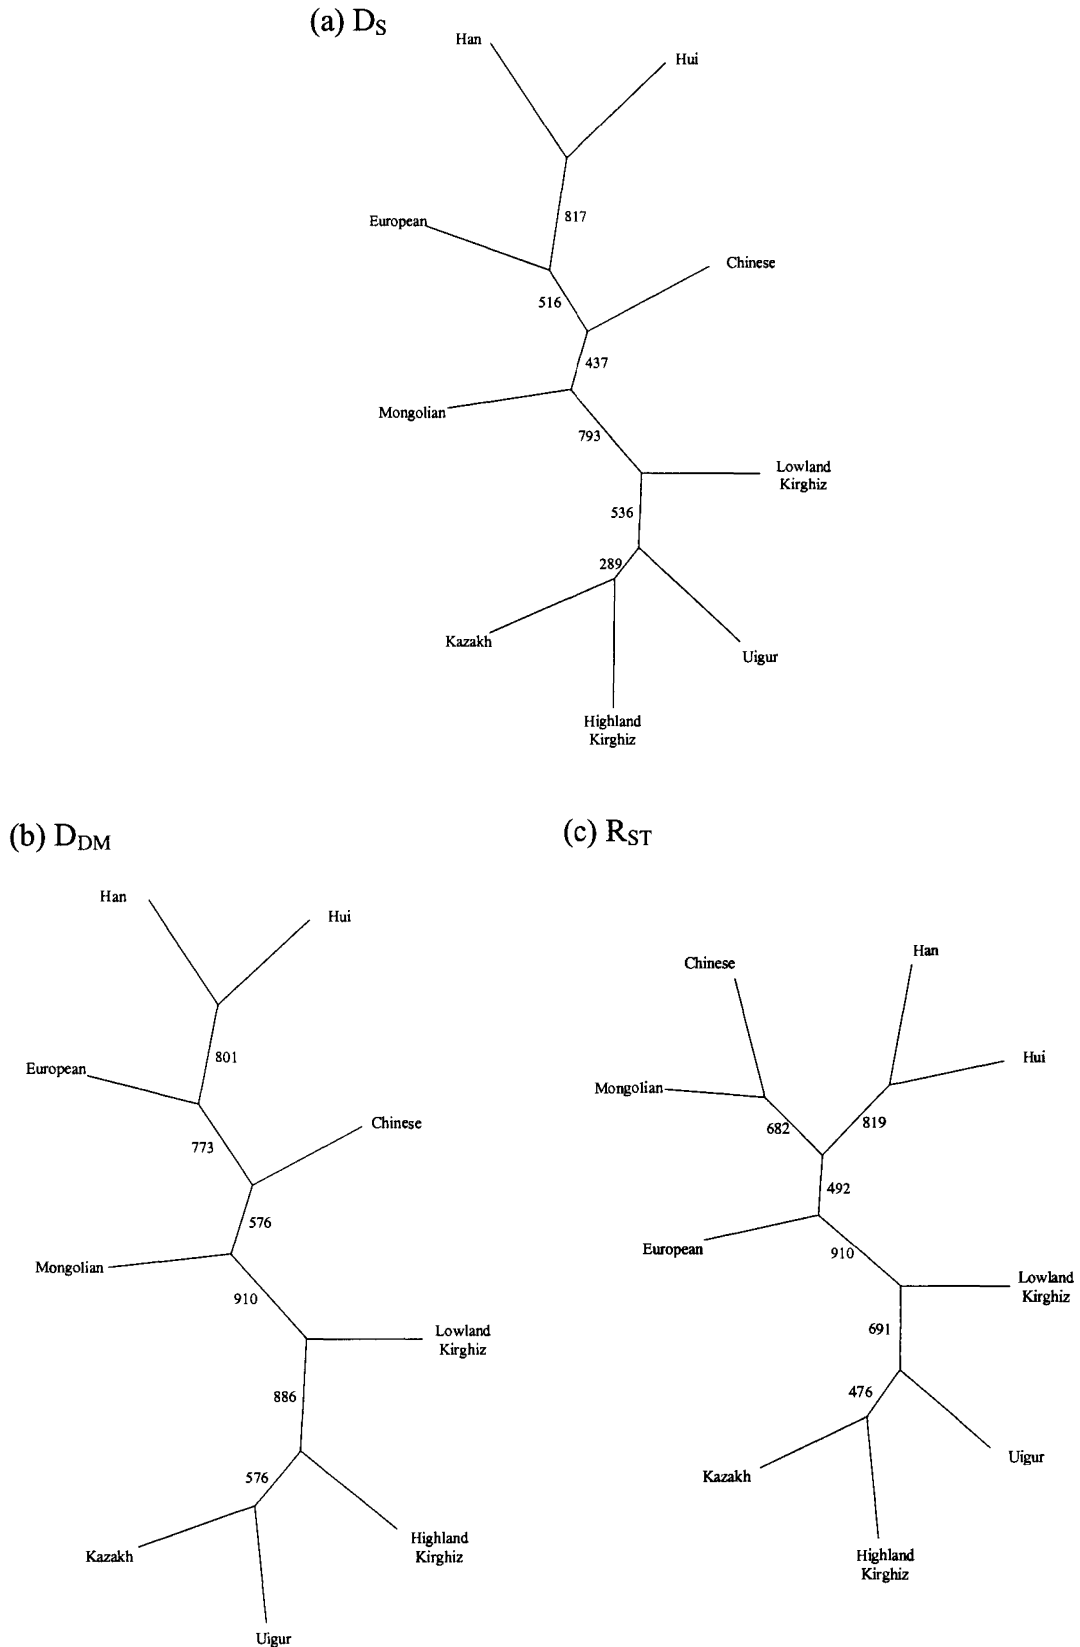 (a) DS
Han
Hui
817
European
Chinese
516
437
Mongolian
793
Lowland
Kirghiz
536
289
Kazakh
Uigur
Highland
Kirghiz
(b) DDM
Han
Hui
801
European
Chinese
773
576
Mongolian
910
Lowland
Kirghiz
886
576
Highland
Kirghiz
Kazakh
Uigur
(c) RST
Han
Chinese
Hui
Mongolian
682
819
492
European
910
Lowland
Kirghiz
691
476
Uigur
Kazakh
Highland
Kirghiz